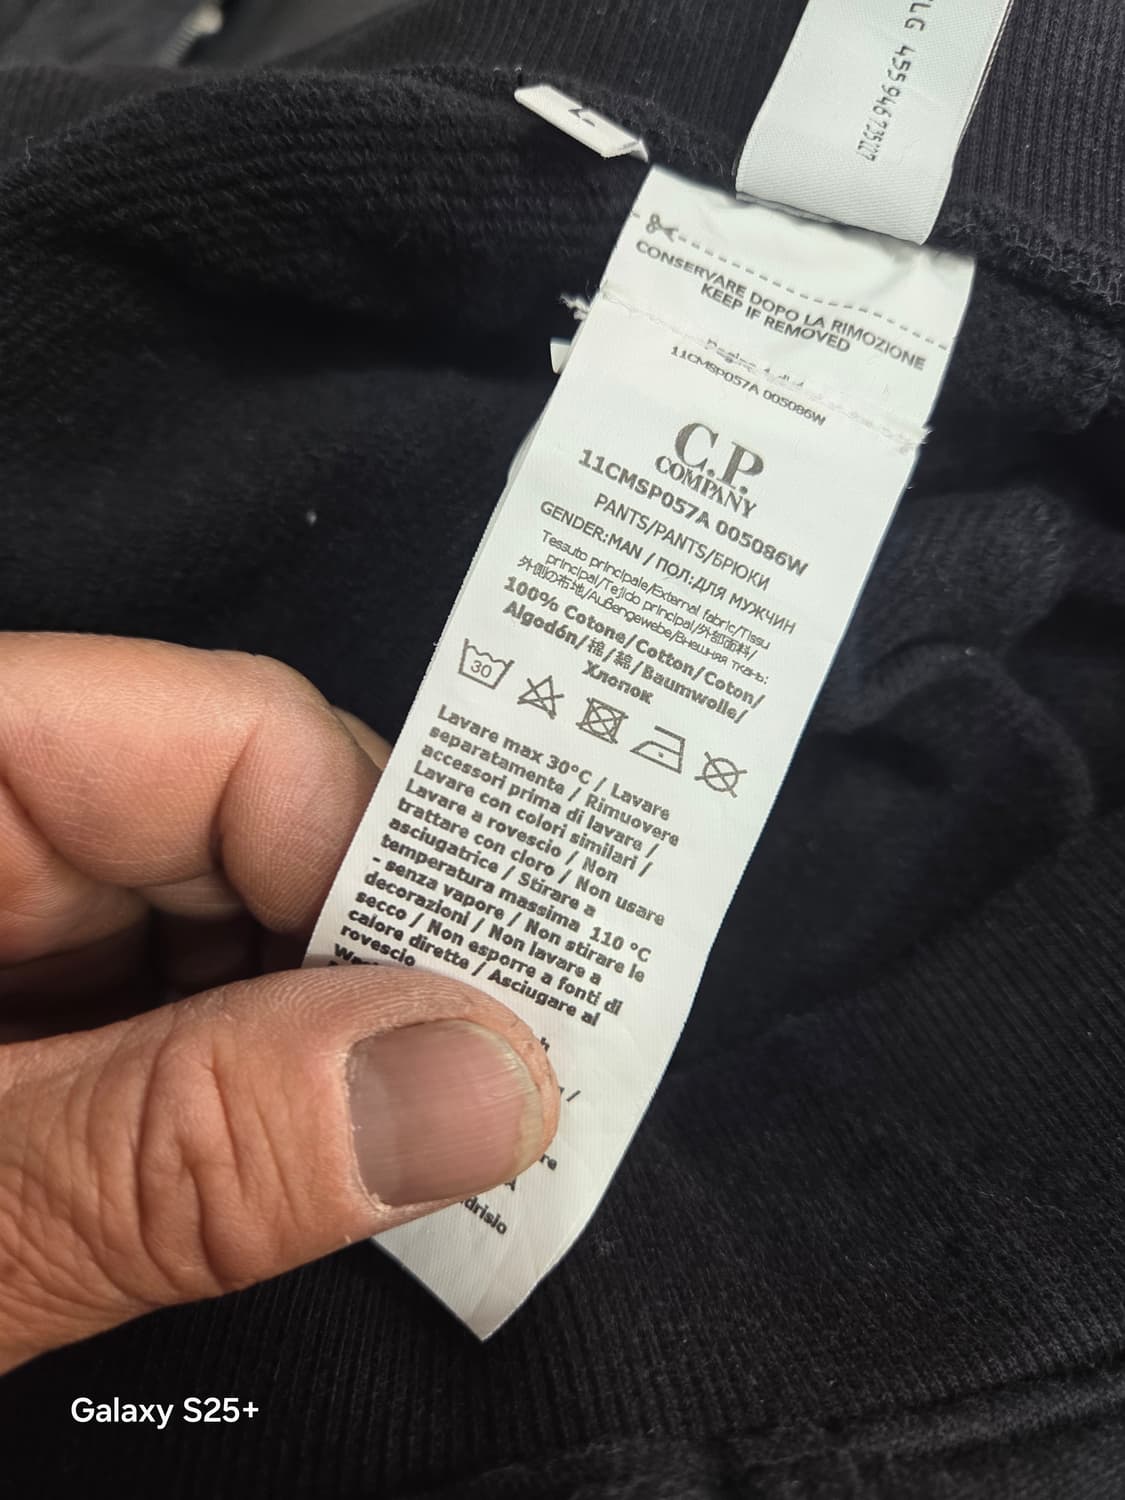 CLG 455946735127
CONSERVARE DOPO LA RIMOZIONE
KEEP IF REMOVED
11CMSP057A 005086W
C.P.
COMPANY
11CMSP057A 005086W
PANTS/PANTS/БРЮКИ
GENDER:MAN / ПОЛ:ДЛЯ МУЖЧИН
Tessuto principale/External fabric/Tissu
principal/Tejido principal/外部面料/
外側の布地/Außengewebe/Внешняя ткань:
100% Cotone/Cotton/Coton/
Algodón/棉/綿/Baumwolle/
Хлопок
30
Lavare max 30°C / Lavare
separatamente / Rimuovere
accessori prima di lavare /
Lavare con colori similari /
Lavare a rovescio / Non
trattare con cloro / Non usare
asciugatrice / Stirare a
temperatura massima 110 °C
- senza vapore / Non stirare le
decorazioni / Non lavare a
secco / Non esporre a fonti di
calore dirette / Asciugare al
rovescio
Galaxy S25+